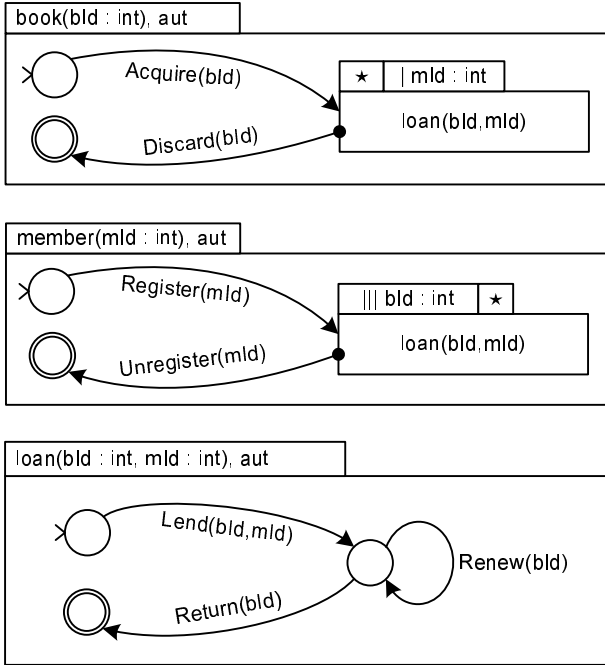 book(bId : int), aut
Acquire(bId)
★ | mId : int
loan(bId,mId)
Discard(bId)
member(mId : int), aut
Register(mId)
||| bId : int ★
loan(bId,mId)
Unregister(mId)
loan(bId : int, mId : int), aut
Lend(bId,mId)
Renew(bId)
Return(bId)